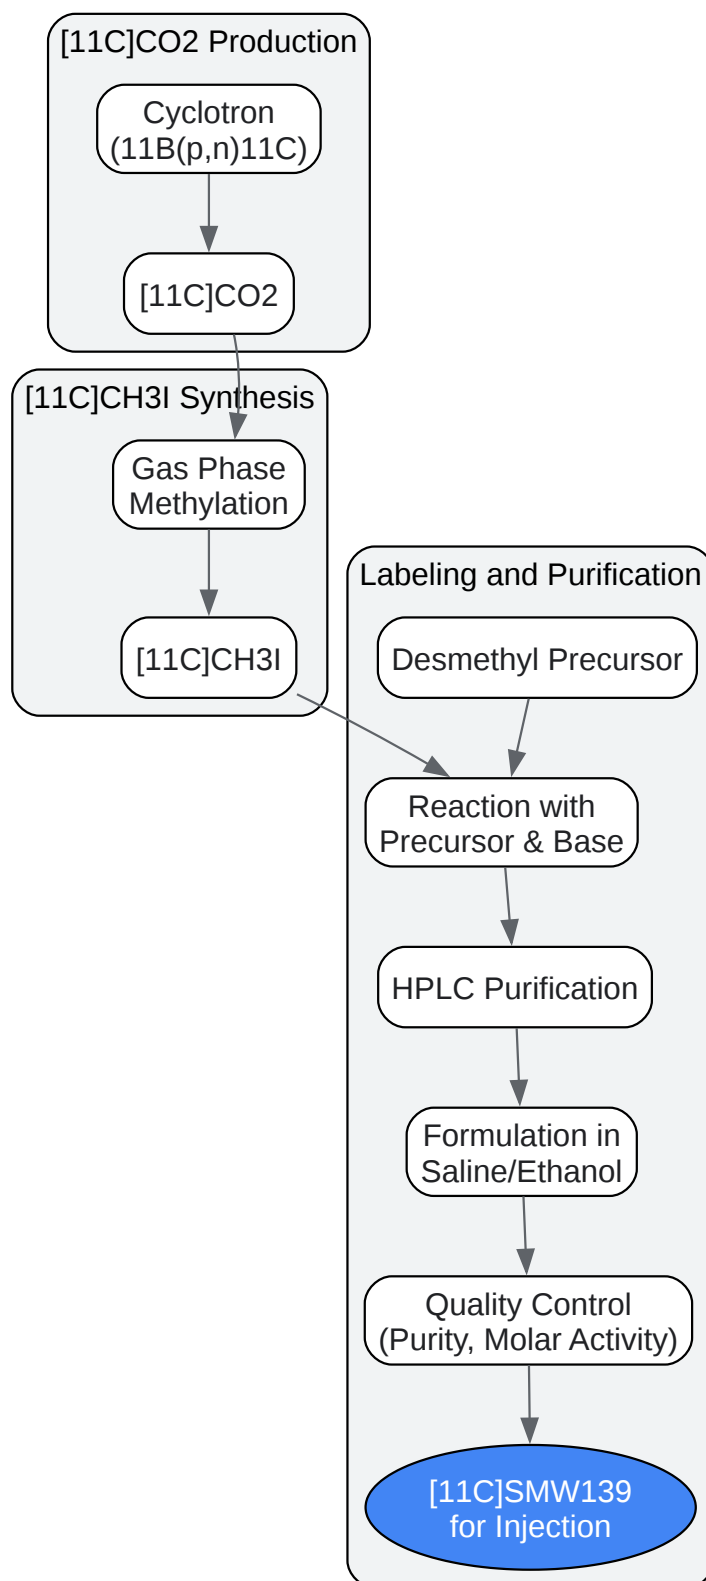 [11C]CO2 Production
Cyclotron
(11B(p,n)11C)
[11C]CO2
[11C]CH3I Synthesis
Gas Phase
Methylation
[11C]CH3I
Labeling and Purification
Desmethyl Precursor
Reaction with
Precursor & Base
HPLC Purification
Formulation in
Saline/Ethanol
Quality Control
(Purity, Molar Activity)
[11C]SMW139
for Injection